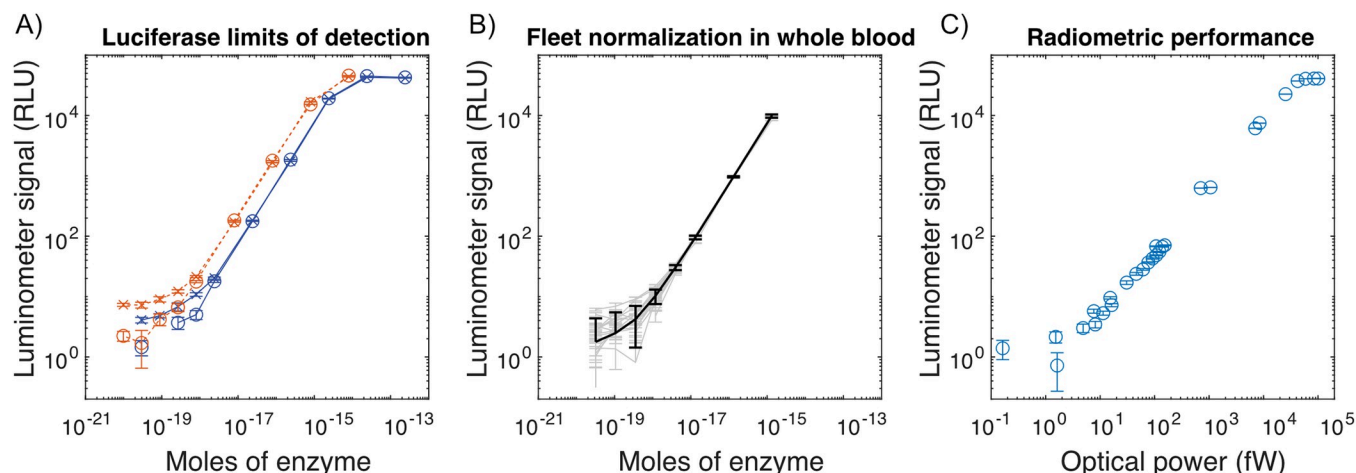 A)
Luciferase limits of detection
Luminometer signal (RLU)
10^4
10^2
10^0
10^-21 10^-19 10^-17 10^-15 10^-13
Moles of enzyme
B)
Fleet normalization in whole blood
Luminometer signal (RLU)
10^4
10^2
10^0
10^-21 10^-19 10^-17 10^-15 10^-13
Moles of enzyme
C)
Radiometric performance
Luminometer signal (RLU)
10^4
10^2
10^0
10^-1 10^0 10^1 10^2 10^3 10^4 10^5
Optical power (fW)